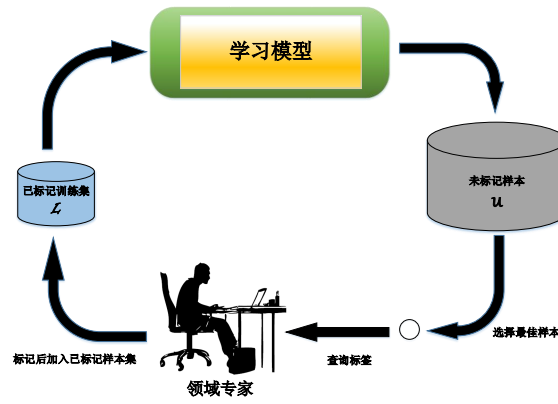 学习模型
已标记训练集
ℒ
未标记样本
𝒰
选择最佳样本
查询标签
标记后加入已标记样本集
领域专家